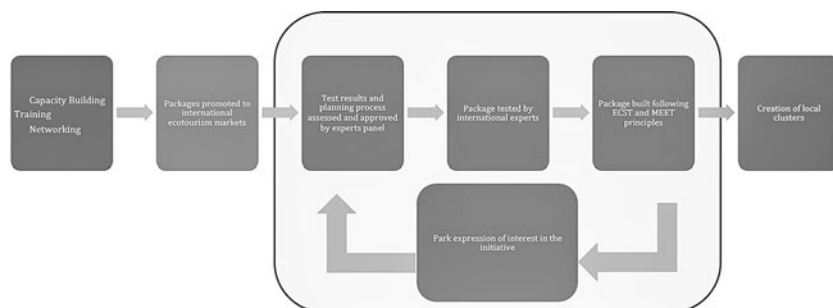 Capacity Building
Training
Networking
Packages promoted to
international
ecotourism markets
Test results and
planning process
assessed and approved
by experts panel
Package tested by
international experts
Package built following
ECST and MEET
principles
Creation of local
clusters
Park expression of interest in the
initiative